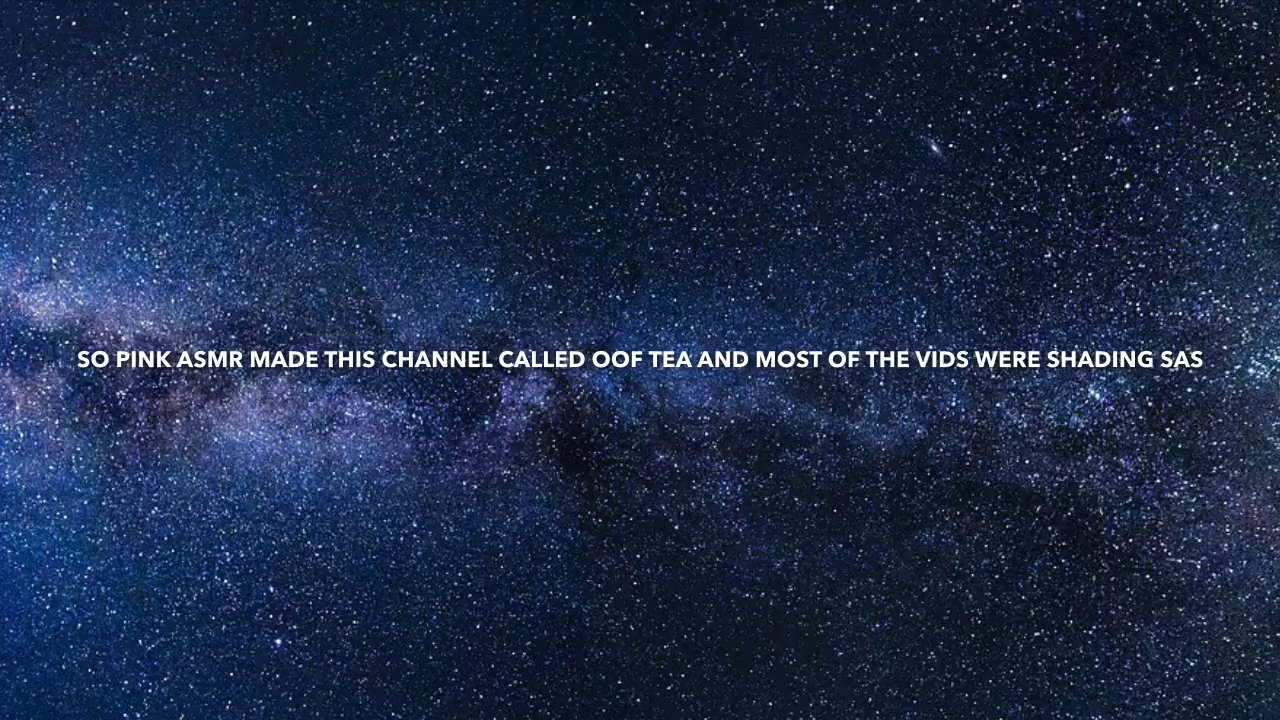 SO PINK ASMR MADE THIS CHANNEL CALLED OOF TEA AND MOST OF THE VIDS WERE SHADING SAS